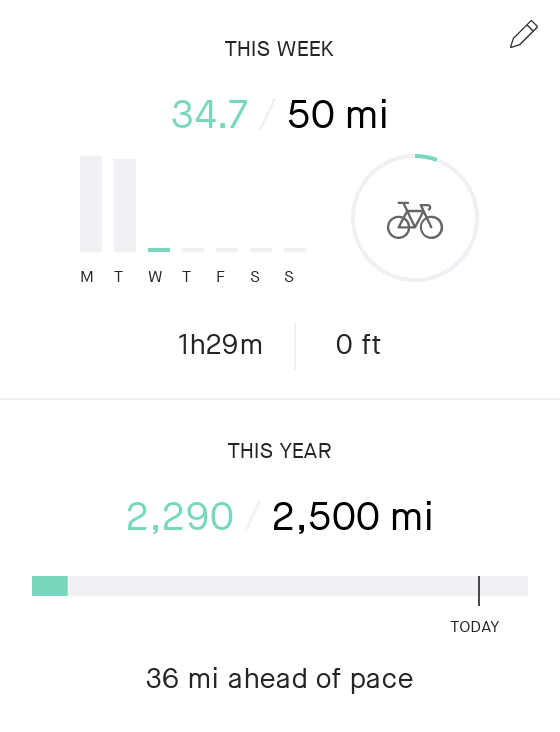 THIS WEEK
34.7 / 50 mi
M T W T F S S
1h29m 0 ft
THIS YEAR
2,290 / 2,500 mi
TODAY
36 mi ahead of pace